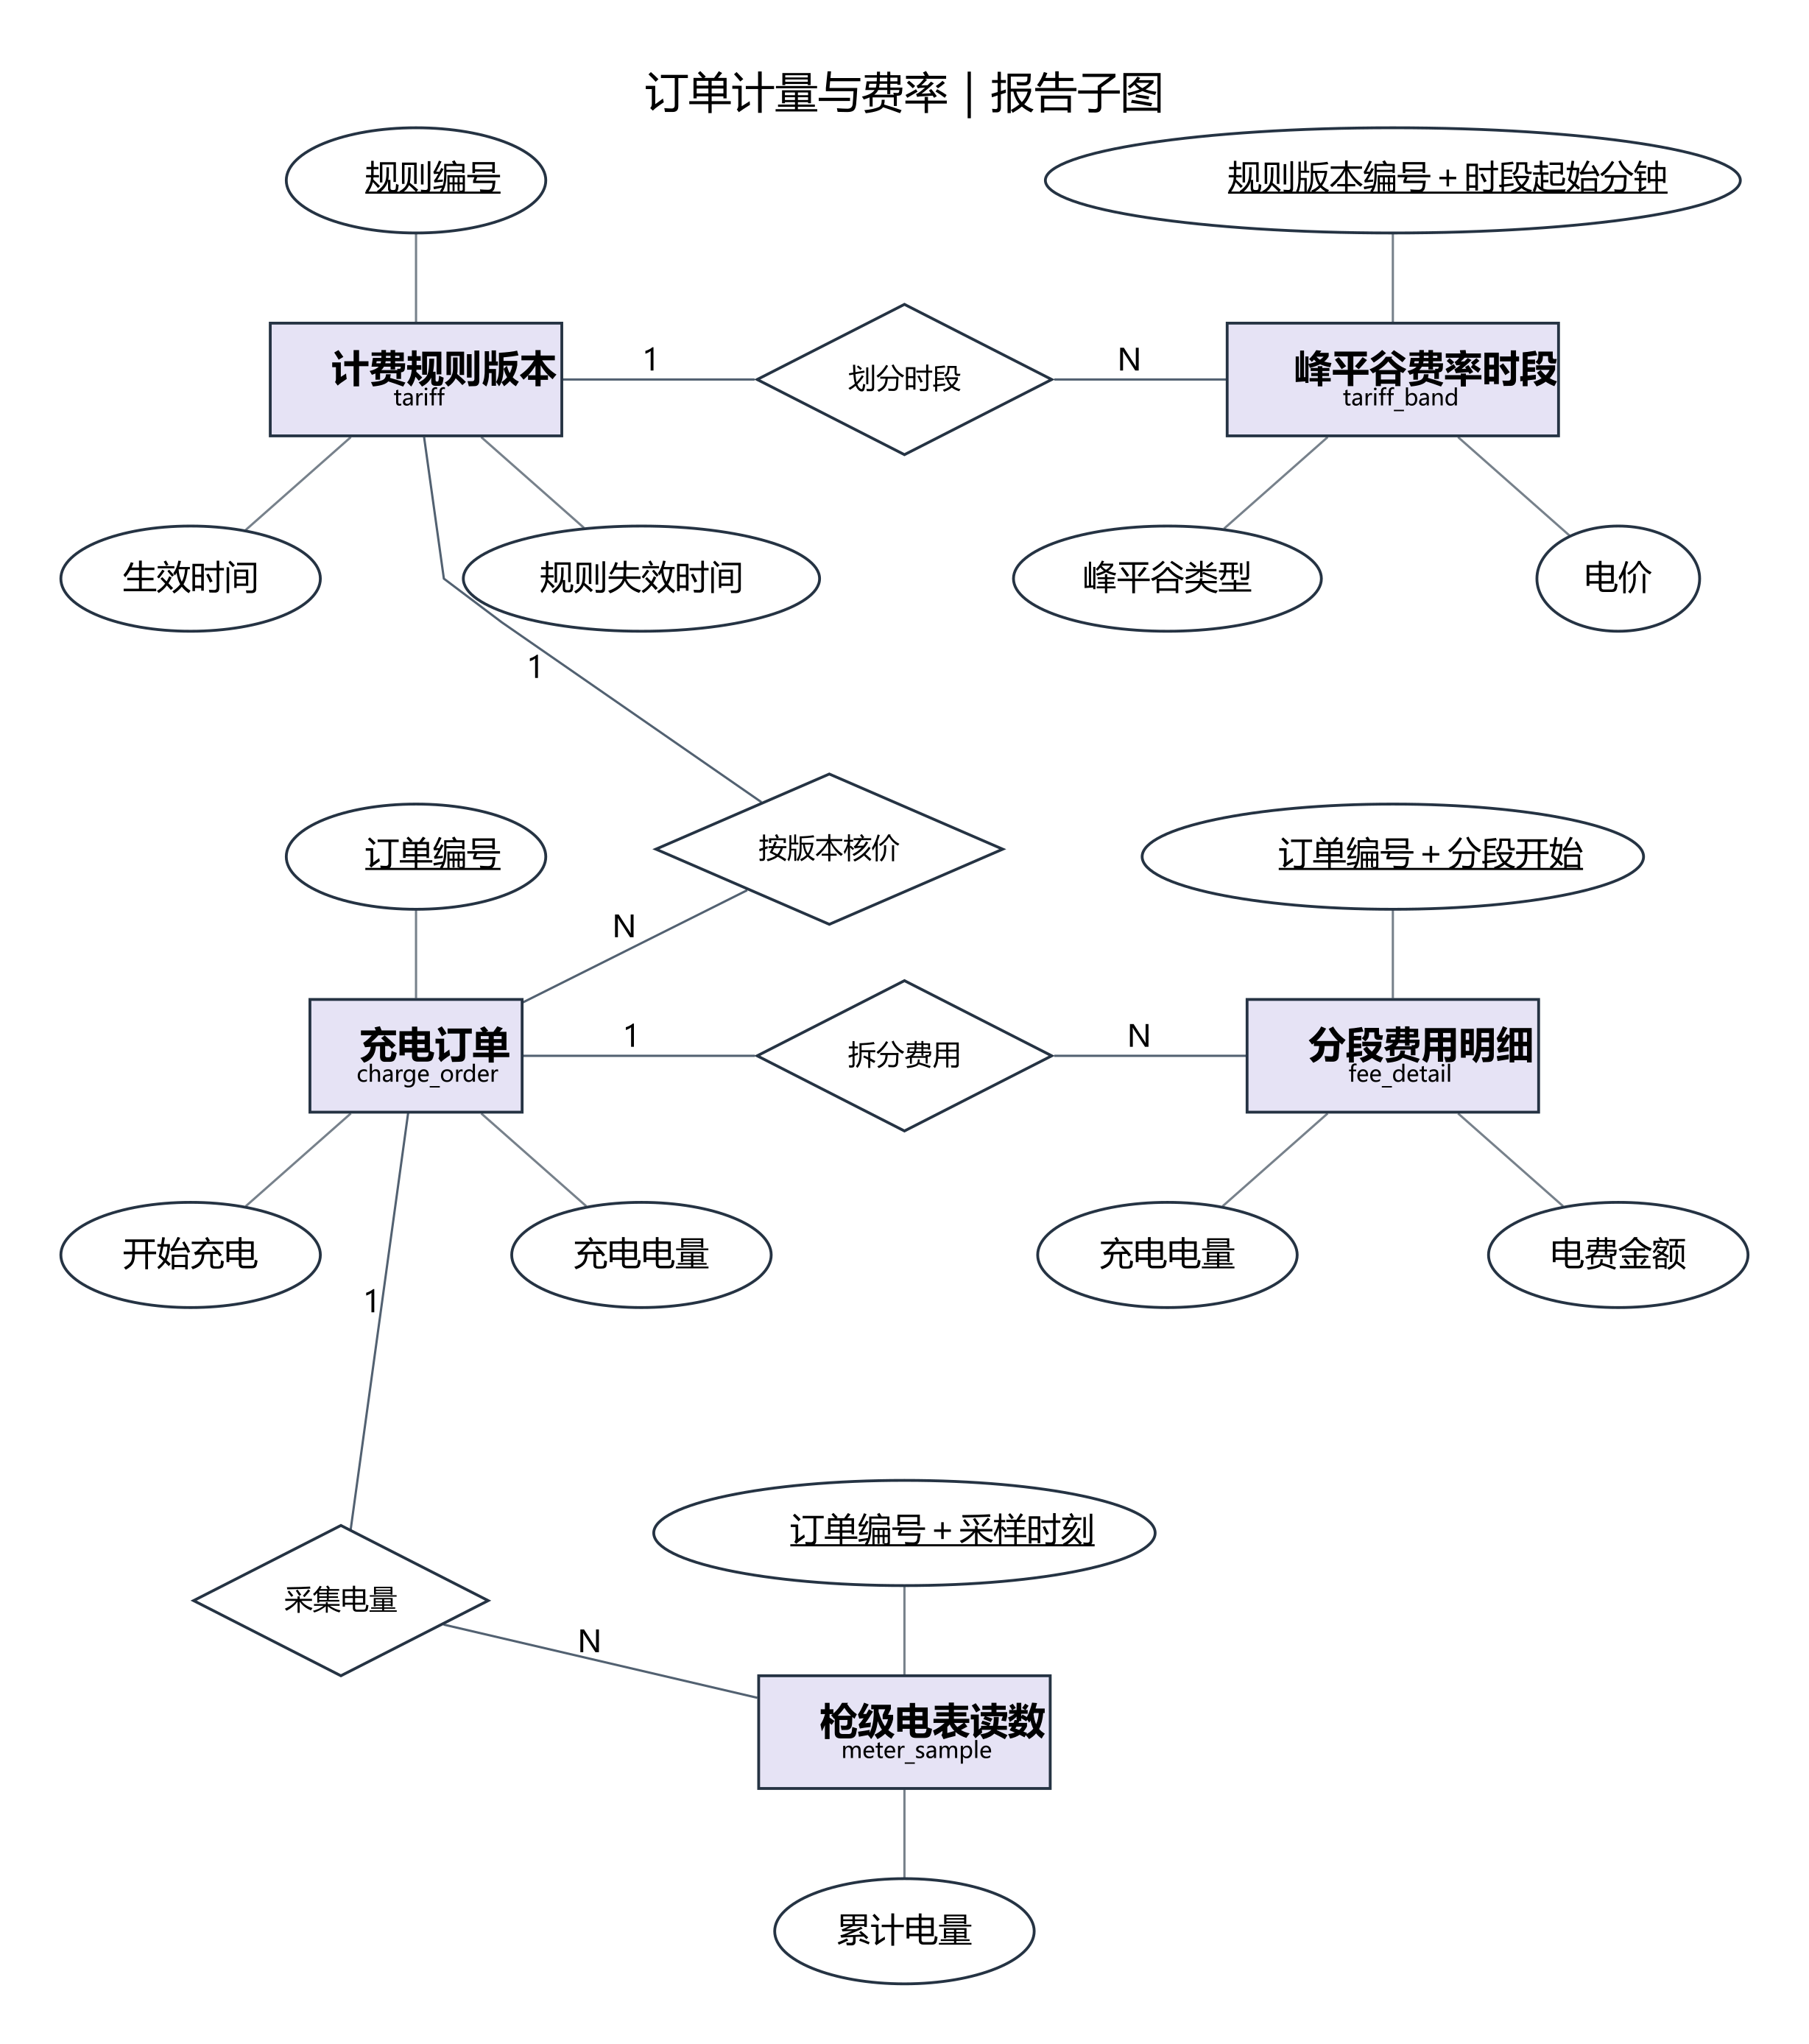 订单计量与费率 | 报告子图
规则编号
规则版本编号 + 时段起始分钟
计费规则版本
tariff
1
划分时段
N
峰平谷费率时段
tariff_band
生效时间
规则失效时间
峰平谷类型
电价
1
订单编号
按版本核价
订单编号 + 分段开始
N
充电订单
charge_order
1
拆分费用
N
分段费用明细
fee_detail
开始充电
充电电量
充电电量
电费金额
1
订单编号 + 采样时刻
采集电量
N
枪级电表读数
meter_sample
累计电量